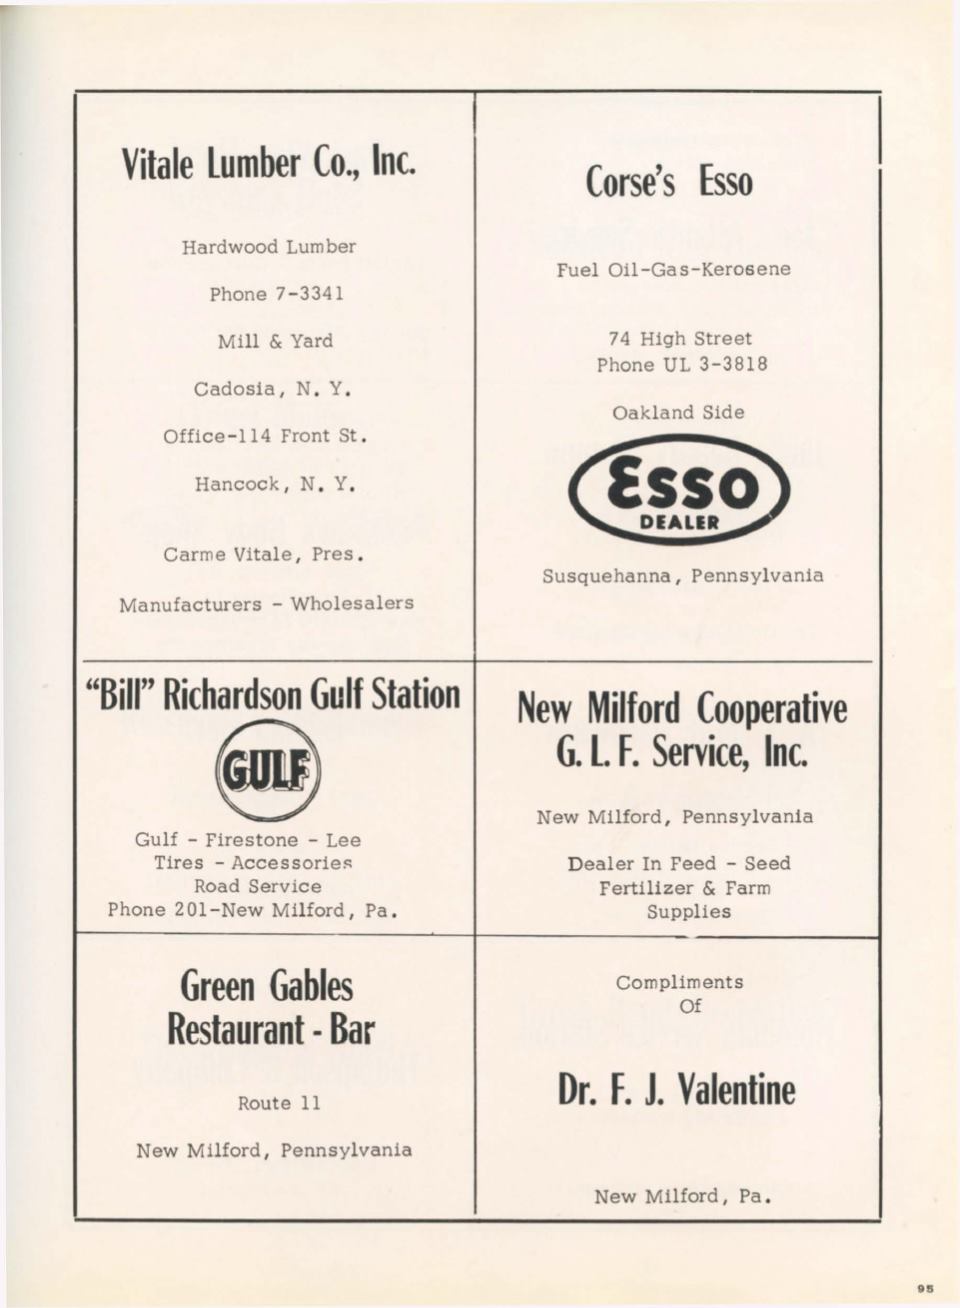 Vitale Lumber Co., Inc.
Hardwood Lumber
Phone 7-3341
Mill & Yard
Cadosia, N. Y.
Office-114 Front St.
Hancock, N. Y.
Carme Vitale, Pres.
Manufacturers - Wholesalers
Corse's Esso
Fuel Oil-Gas-Kerosene
74 High Street
Phone UL 3-3818
Oakland Side
Esso
DEALER
Susquehanna, Pennsylvania
"Bill" Richardson Gulf Station
GULF
Gulf - Firestone - Lee
Tires - Accessories
Road Service
Phone 201-New Milford, Pa.
New Milford Cooperative
G. L. F. Service, Inc.
New Milford, Pennsylvania
Dealer In Feed - Seed
Fertilizer & Farm
Supplies
Green Gables
Restaurant - Bar
Route 11
New Milford, Pennsylvania
Compliments
Of
Dr. F. J. Valentine
New Milford, Pa.
95